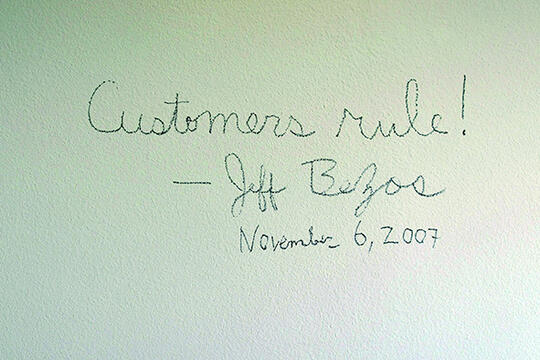 Customers rule!
— Jeff Bezos
November 6, 2007